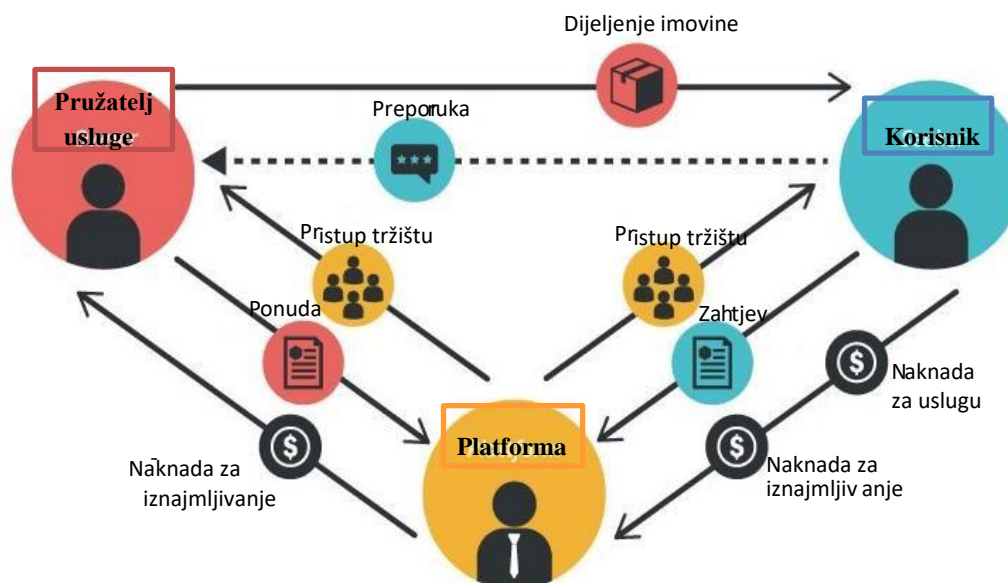 Dijeljenje imovine
Pružatelj
usluge
Preporuka
Korisnik
Pristup tržištu
Pristup tržištu
Ponuda
Zahtjev
Naknada
za uslugu
Platforma
Naknada za
iznajmljivanje
Naknada za
iznajmljiv anje